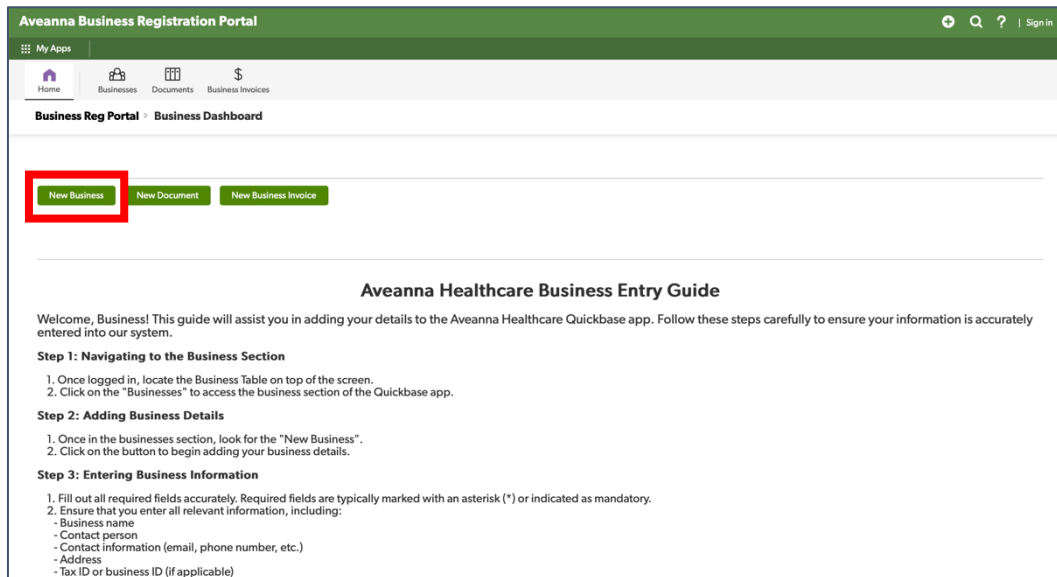 Aveanna Business Registration Portal
? | Sign in
My Apps
Home Businesses Documents Business Invoices
Business Reg Portal > Business Dashboard
New Business New Document New Business Invoice
Aveanna Healthcare Business Entry Guide
Welcome, Business! This guide will assist you in adding your details to the Aveanna Healthcare Quickbase app. Follow these steps carefully to ensure your information is accurately
entered into our system.
Step 1: Navigating to the Business Section
1. Once logged in, locate the Business Table on top of the screen.
2. Click on the "Businesses" to access the business section of the Quickbase app.
Step 2: Adding Business Details
1. Once in the businesses section, look for the "New Business".
2. Click on the button to begin adding your business details.
Step 3: Entering Business Information
1. Fill out all required fields accurately. Required fields are typically marked with an asterisk (*) or indicated as mandatory.
2. Ensure that you enter all relevant information, including:
- Business name
- Contact person
- Contact information (email, phone number, etc.)
- Address
- Tax ID or business ID (if applicable)